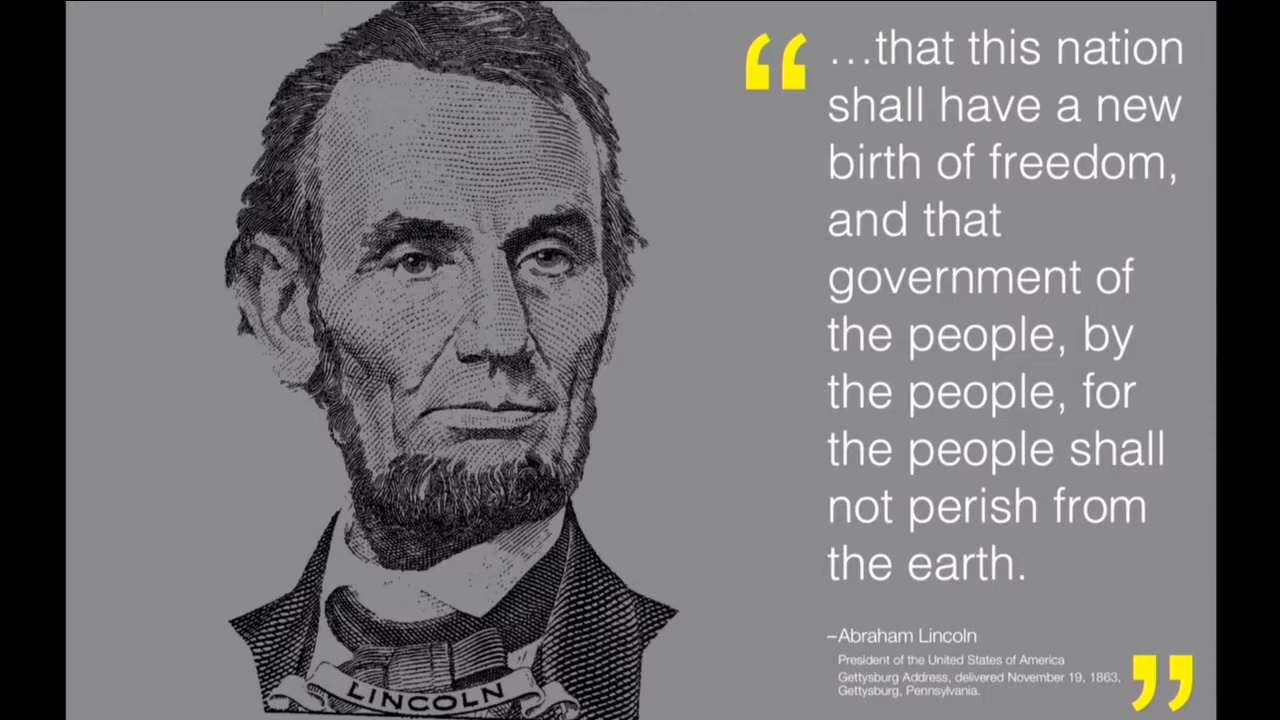 “ …that this nation
shall have a new
birth of freedom,
and that
government of
the people, by
the people, for
the people shall
not perish from
the earth.
–Abraham Lincoln
President of the United States of America
Gettysburg Address, delivered November 19, 1863,
Gettysburg, Pennsylvania. ”
LINCOLN